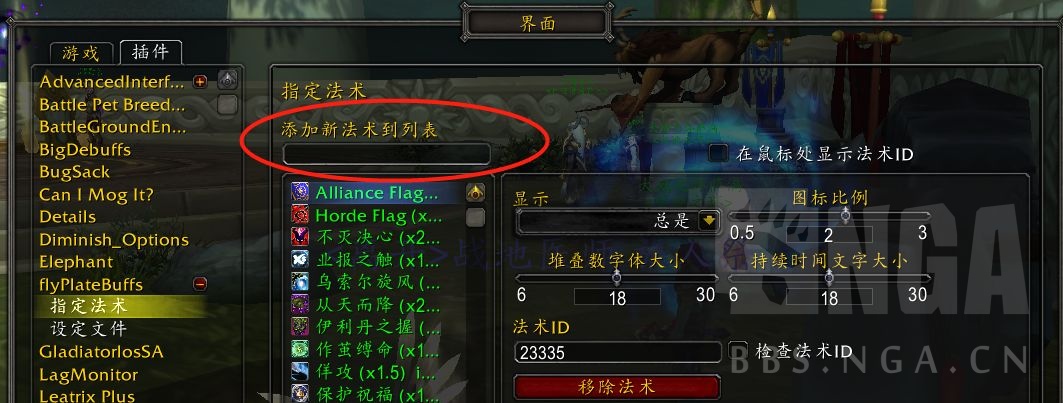 界面
游戏
插件
AdvancedInterf...
Battle Pet Breed...
BattleGroundEn...
BigDebuffs
BugSack
Can I Mog It?
Details
Diminish_Options
Elephant
flyPlateBuffs
指定法术
设定文件
GladiatorlosSA
LagMonitor
Leatrix Plus
指定法术
添加新法术到列表
在鼠标处显示法术ID
Alliance Flag...
Horde Flag (x...
不灭决心 (x2...
业报之触 (x1...
乌索尔旋风 (...
从天而降 (x2...
伊利丹之握 (...
作茧缚命 (x1...
佯攻 (x1.5) i...
保护祝福 (x1...
显示
总是
图标比例
0.5
2
3
堆叠数字体大小
6
18
30
持续时间文字大小
6
18
30
法术ID
23335
检查法术ID
移除法术
NGA
BBS.NGA.CN